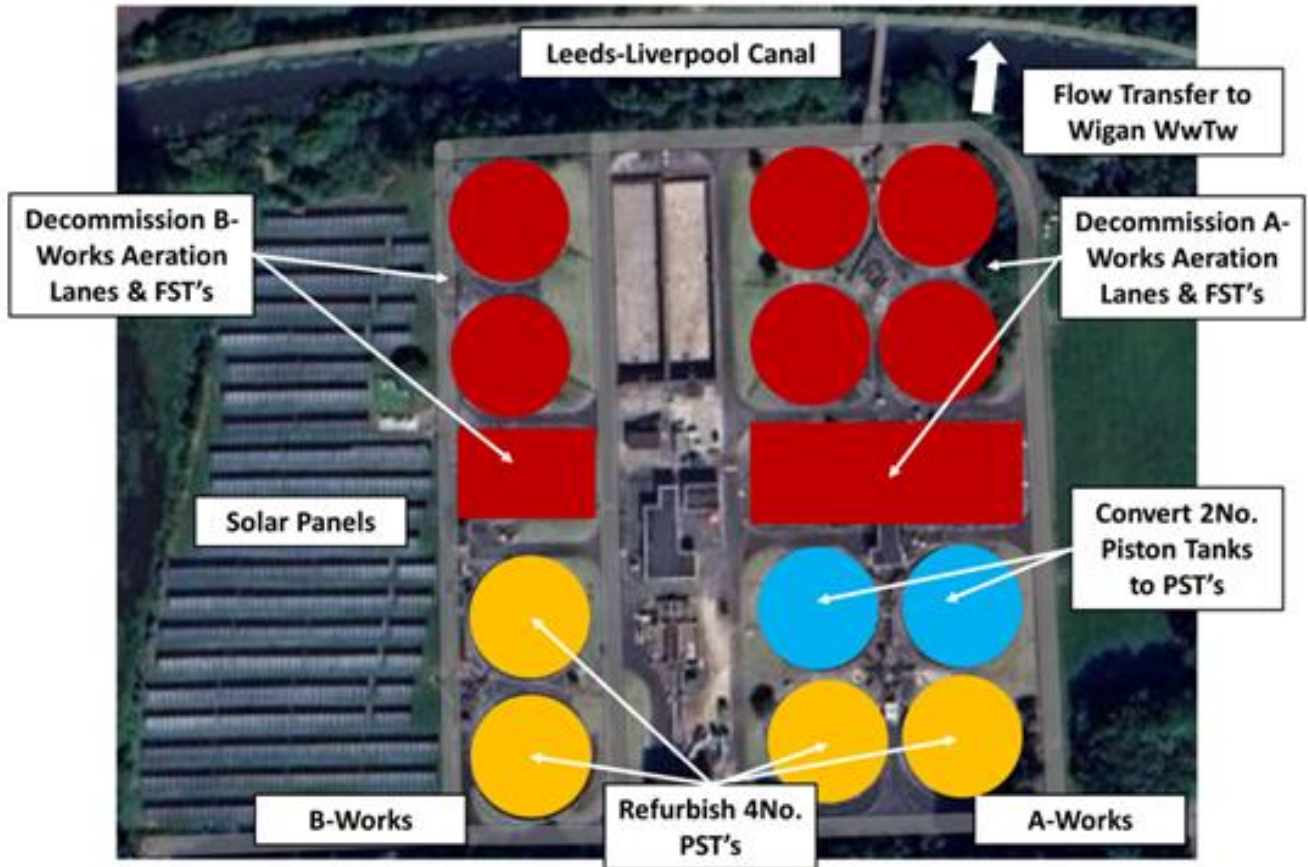 Leeds-Liverpool Canal
Flow Transfer to
Wigan WwTw
Decommission B-
Works Aeration
Lanes & FST's
Decommission A-
Works Aeration
Lanes & FST's
Solar Panels
Convert 2No.
Piston Tanks
to PST's
B-Works
Refurbish 4No.
PST's
A-Works